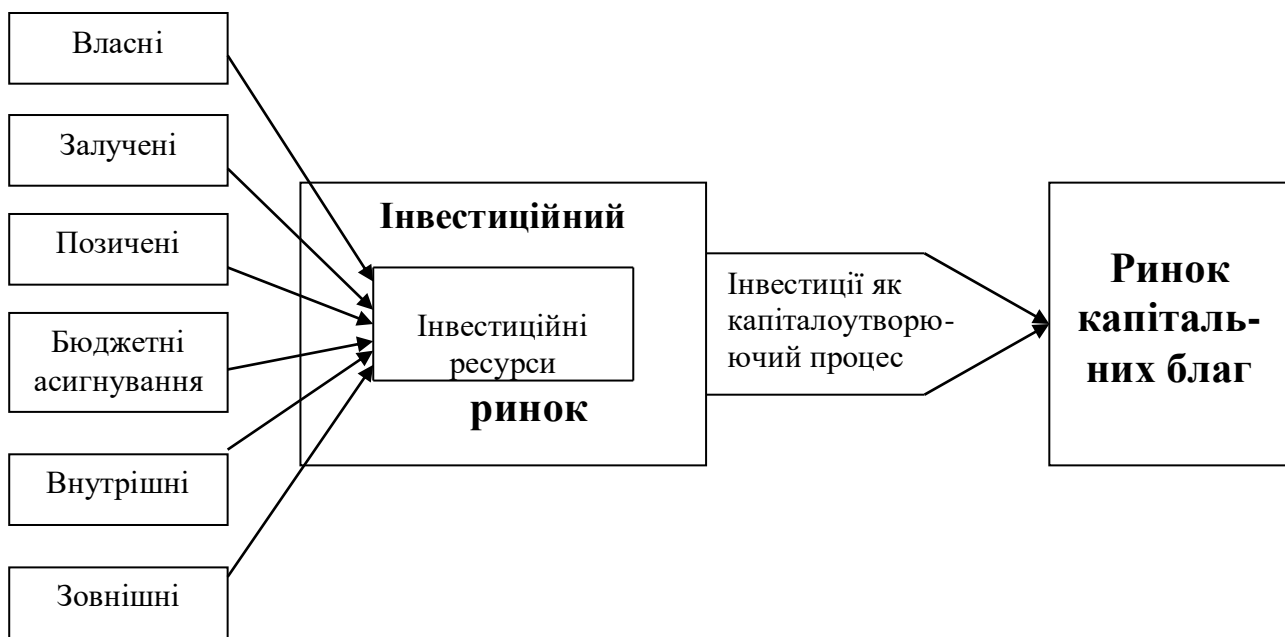 Власні
Залучені
Позичені
Бюджетні
асигнування
Внутрішні
Зовнішні
Інвестиційний
Інвестиційні
ресурси
ринок
Інвестиції як
капіталоутворю-
ючий процес
Ринок
капіталь-
них благ